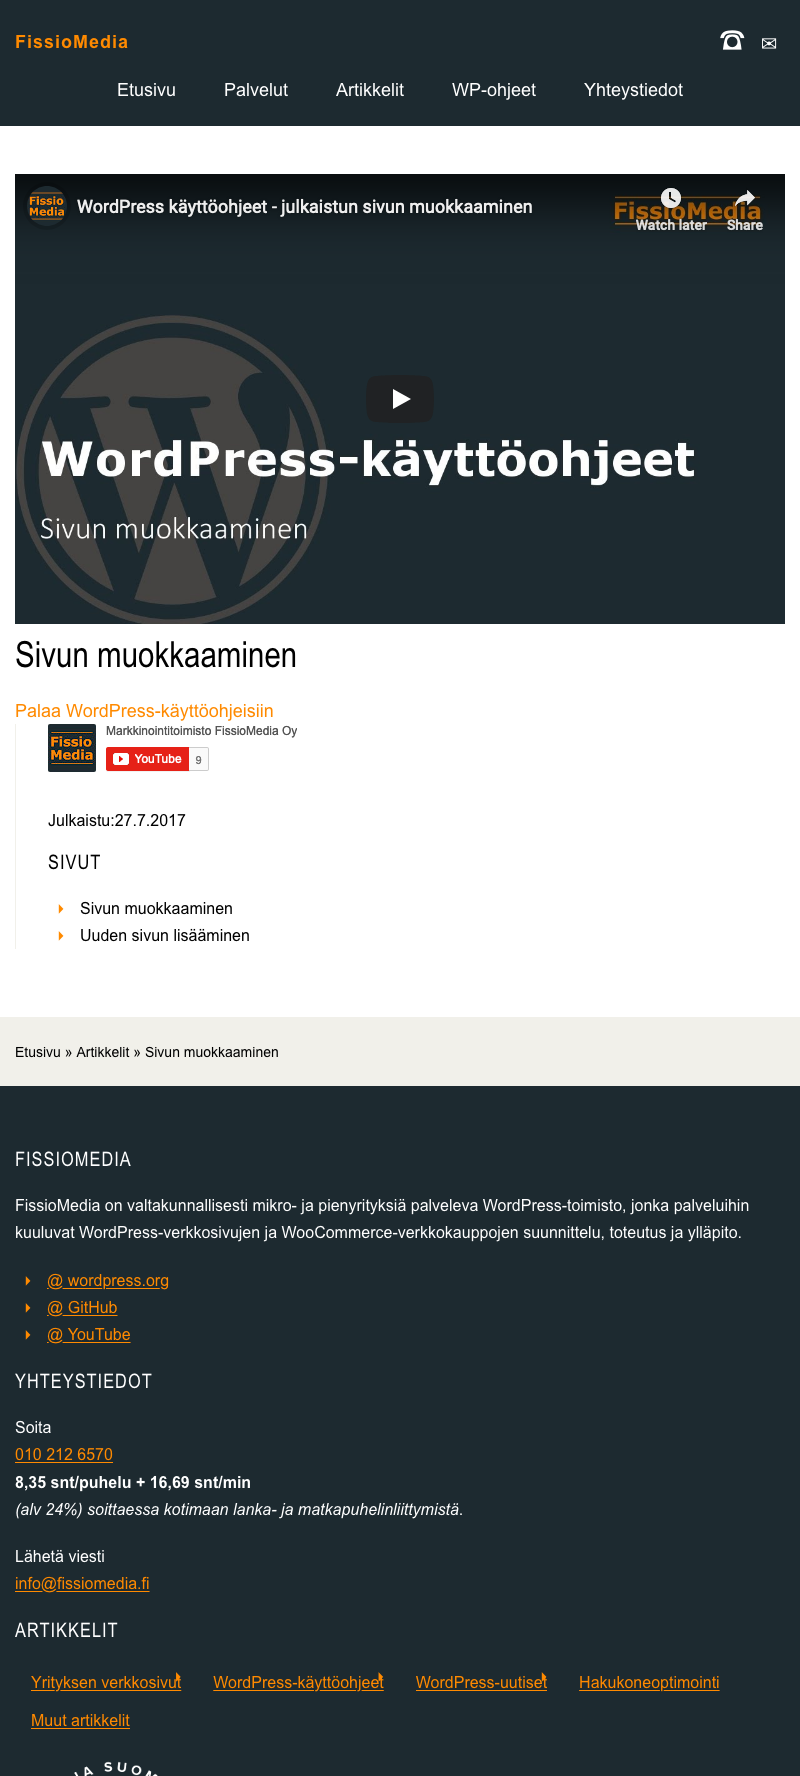 FissioMedia
Etusivu Palvelut Artikkelit WP-ohjeet Yhteystiedot
Fissio
Media
WordPress käyttöohjeet - julkaistun sivun muokkaaminen
FissioMedia
Watch later Share
WordPress-käyttöohjeet
Sivun muokkaaminen
Sivun muokkaaminen
Palaa WordPress-käyttöohjeisiin
Fissio
Media
Markkinointitoimisto FissioMedia Oy
YouTube 9
Julkaistu:27.7.2017
SIVUT
Sivun muokkaaminen
Uuden sivun lisääminen
Etusivu » Artikkelit » Sivun muokkaaminen
FISSIOMEDIA
FissioMedia on valtakunnallisesti mikro- ja pienyrityksiä palveleva WordPress-toimisto, jonka palveluihin
kuuluvat WordPress-verkkosivujen ja WooCommerce-verkkokauppojen suunnittelu, toteutus ja ylläpito.
@ wordpress.org
@ GitHub
@ YouTube
YHTEYSTIEDOT
Soita
010 212 6570
8,35 snt/puhelu + 16,69 snt/min
(alv 24%) soittaessa kotimaan lanka- ja matkapuhelinliittymistä.
Lähetä viesti
info@fissiomedia.fi
ARTIKKELIT
Yrityksen verkkosivut WordPress-käyttöohjeet WordPress-uutiset Hakukoneoptimointi
Muut artikkelit